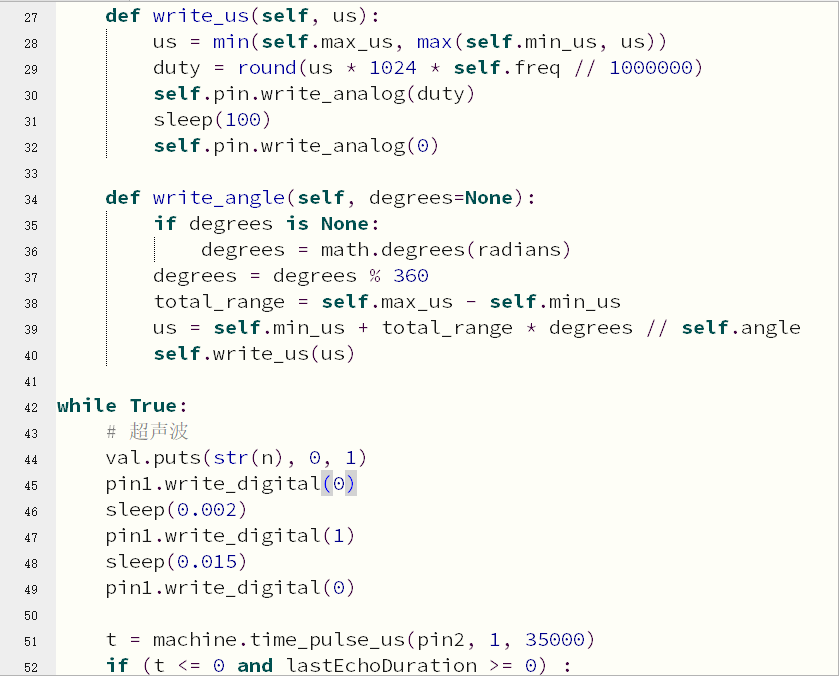 27 def write_us(self, us):
28 us = min(self.max_us, max(self.min_us, us))
29 duty = round(us * 1024 * self.freq // 1000000)
30 self.pin.write_analog(duty)
31 sleep(100)
32 self.pin.write_analog(0)
33
34 def write_angle(self, degrees=None):
35 if degrees is None:
36 degrees = math.degrees(radians)
37 degrees = degrees % 360
38 total_range = self.max_us - self.min_us
39 us = self.min_us + total_range * degrees // self.angle
40 self.write_us(us)
41
42 while True:
43 # 超声波
44 val.puts(str(n), 0, 1)
45 pin1.write_digital(0)
46 sleep(0.002)
47 pin1.write_digital(1)
48 sleep(0.015)
49 pin1.write_digital(0)
50
51 t = machine.time_pulse_us(pin2, 1, 35000)
52 if (t <= 0 and lastEchoDuration >= 0) :